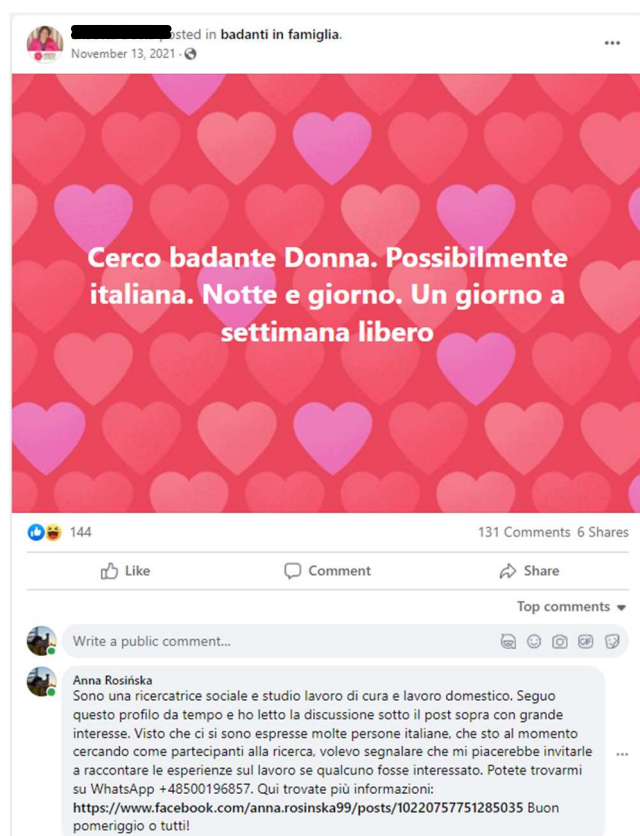 posted in badanti in famiglia.
November 13, 2021 ·
Cerco badante Donna. Possibilmente
italiana. Notte e giorno. Un giorno a
settimana libero
144
131 Comments 6 Shares
Like
Comment
Share
Top comments
Write a public comment...
GIF
Anna Rosińska
Sono una ricercatrice sociale e studio lavoro di cura e lavoro domestico. Seguo
questo profilo da tempo e ho letto la discussione sotto il post sopra con grande
interesse. Visto che ci si sono espresse molte persone italiane, che sto al momento
cercando come partecipanti alla ricerca, volevo segnalare che mi piacerebbe invitarle
a raccontare le esperienze sul lavoro se qualcuno fosse interessato. Potete trovarmi
su WhatsApp +48500196857. Qui trovate più informazioni:
https://www.facebook.com/anna.rosinska99/posts/10220757751285035 Buon
pomeriggio o tutti!